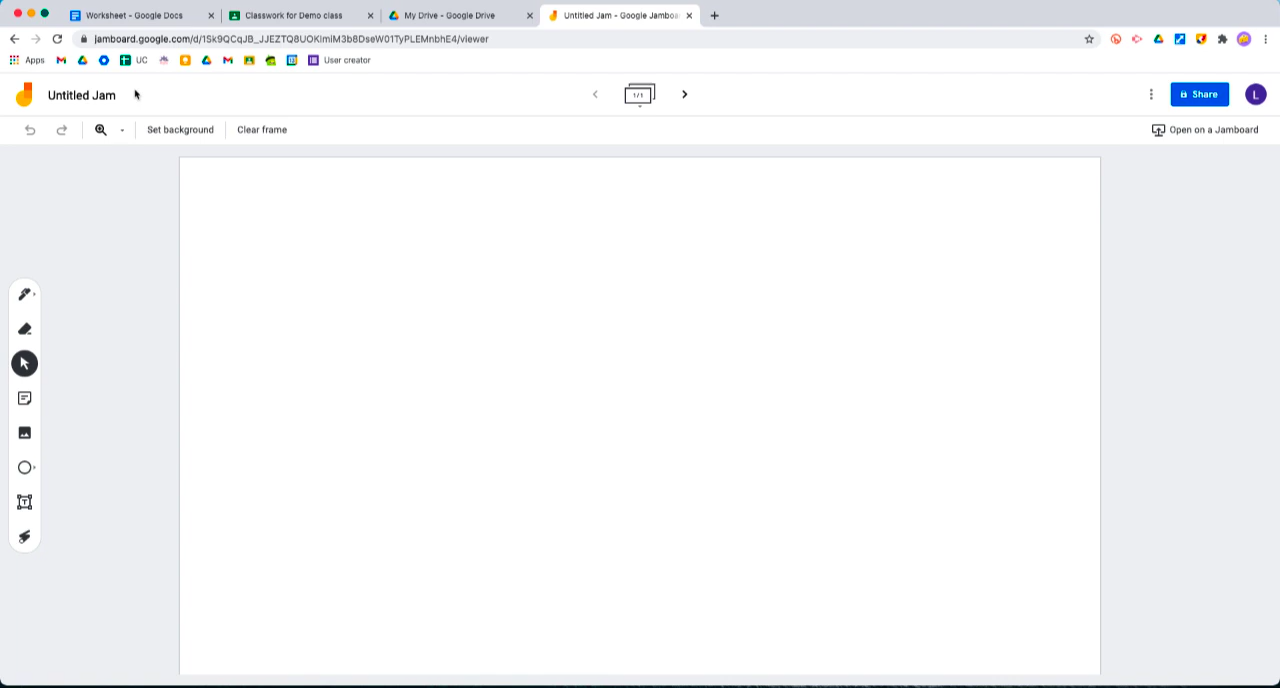 Worksheet - Google Docs
Classwork for Demo class
My Drive - Google Drive
Untitled Jam - Google Jamboa
jamboard.google.com/d/1Sk9QCqJB_JJEZTQ8UOKlmiM3b8DseW01TyPLEMnbhE4/viewer
Apps
UC
User creator
Untitled Jam
1/1
Share
L
Set background
Clear frame
Open on a Jamboard